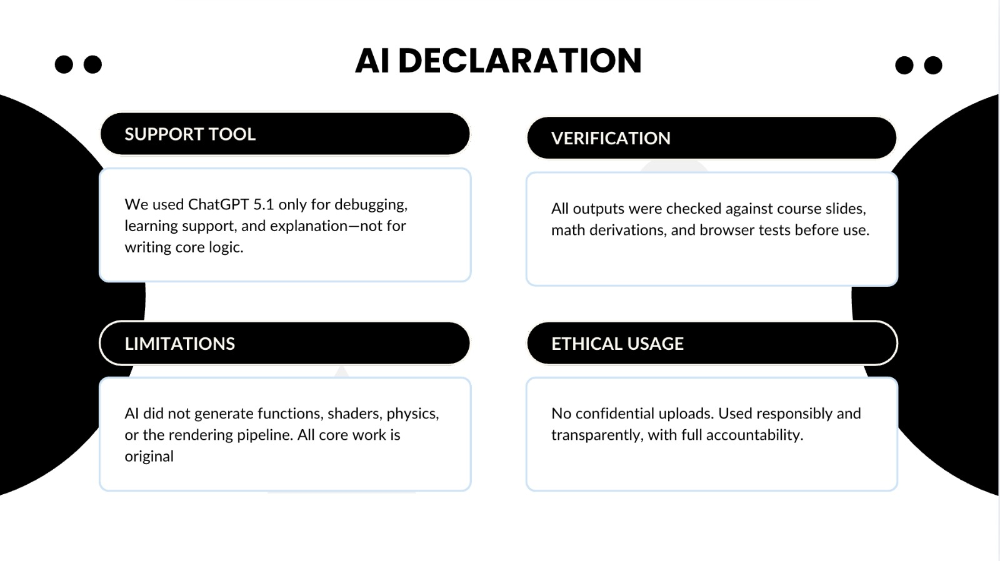 AI DECLARATION
SUPPORT TOOL
We used ChatGPT 5.1 only for debugging,
learning support, and explanation—not for
writing core logic.
VERIFICATION
All outputs were checked against course slides,
math derivations, and browser tests before use.
LIMITATIONS
AI did not generate functions, shaders, physics,
or the rendering pipeline. All core work is
original
ETHICAL USAGE
No confidential uploads. Used responsibly and
transparently, with full accountability.